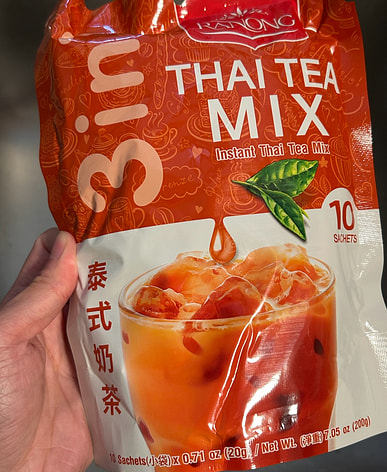 RANONG
3in
THAI TEA
MIX
Instant Thai Tea Mix
10
SACHETS
泰式奶茶
10 Sachets(小袋) x 0.71 oz (20g) / Net Wt. (淨重) 7.05 oz (200g)